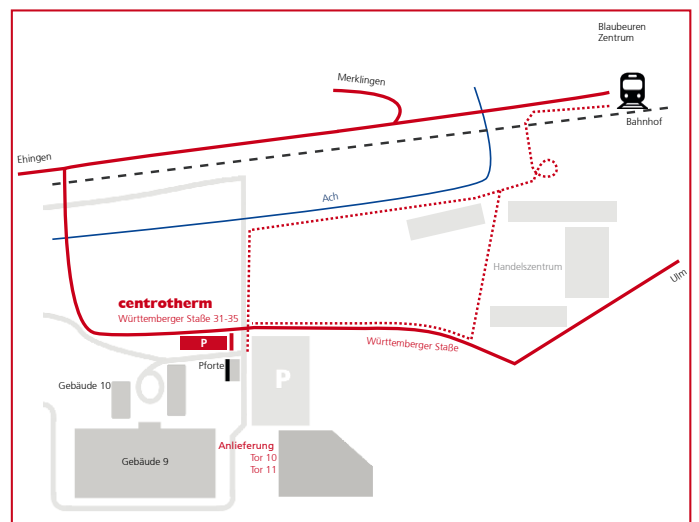 Blaubeuren
Zentrum
Merklingen
Bahnhof
Ehingen
Ach
Handelszentrum
Ulm
centrotherm
Württemberger Staße 31-35
P
Württemberger Staße
Pforte
P
Gebäude 10
Anlieferung
Tor 10
Tor 11
Gebäude 9